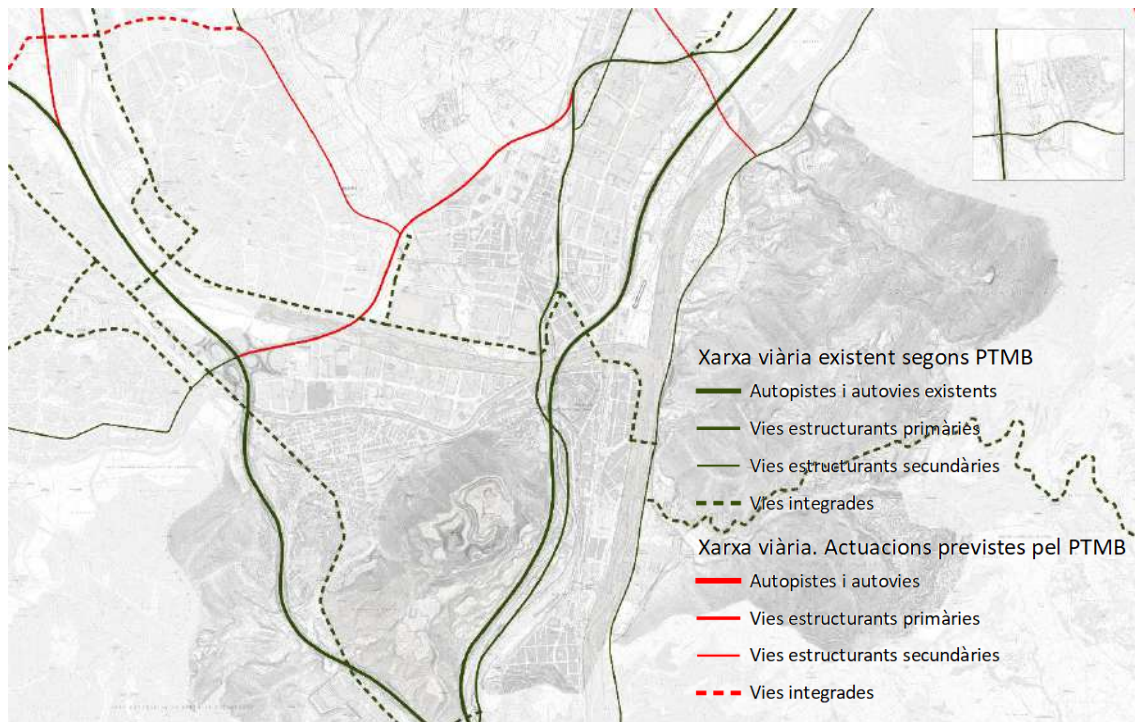 Xarxa viària existent segons PTMB
Autopistes i autovies existents
Vies estructurants primàries
Vies estructurants secundàries
Vies integrades
Xarxa viària. Actuacions previstes pel PTMB
Autopistes i autovies
Vies estructurants primàries
Vies estructurants secundàries
Vies integrades